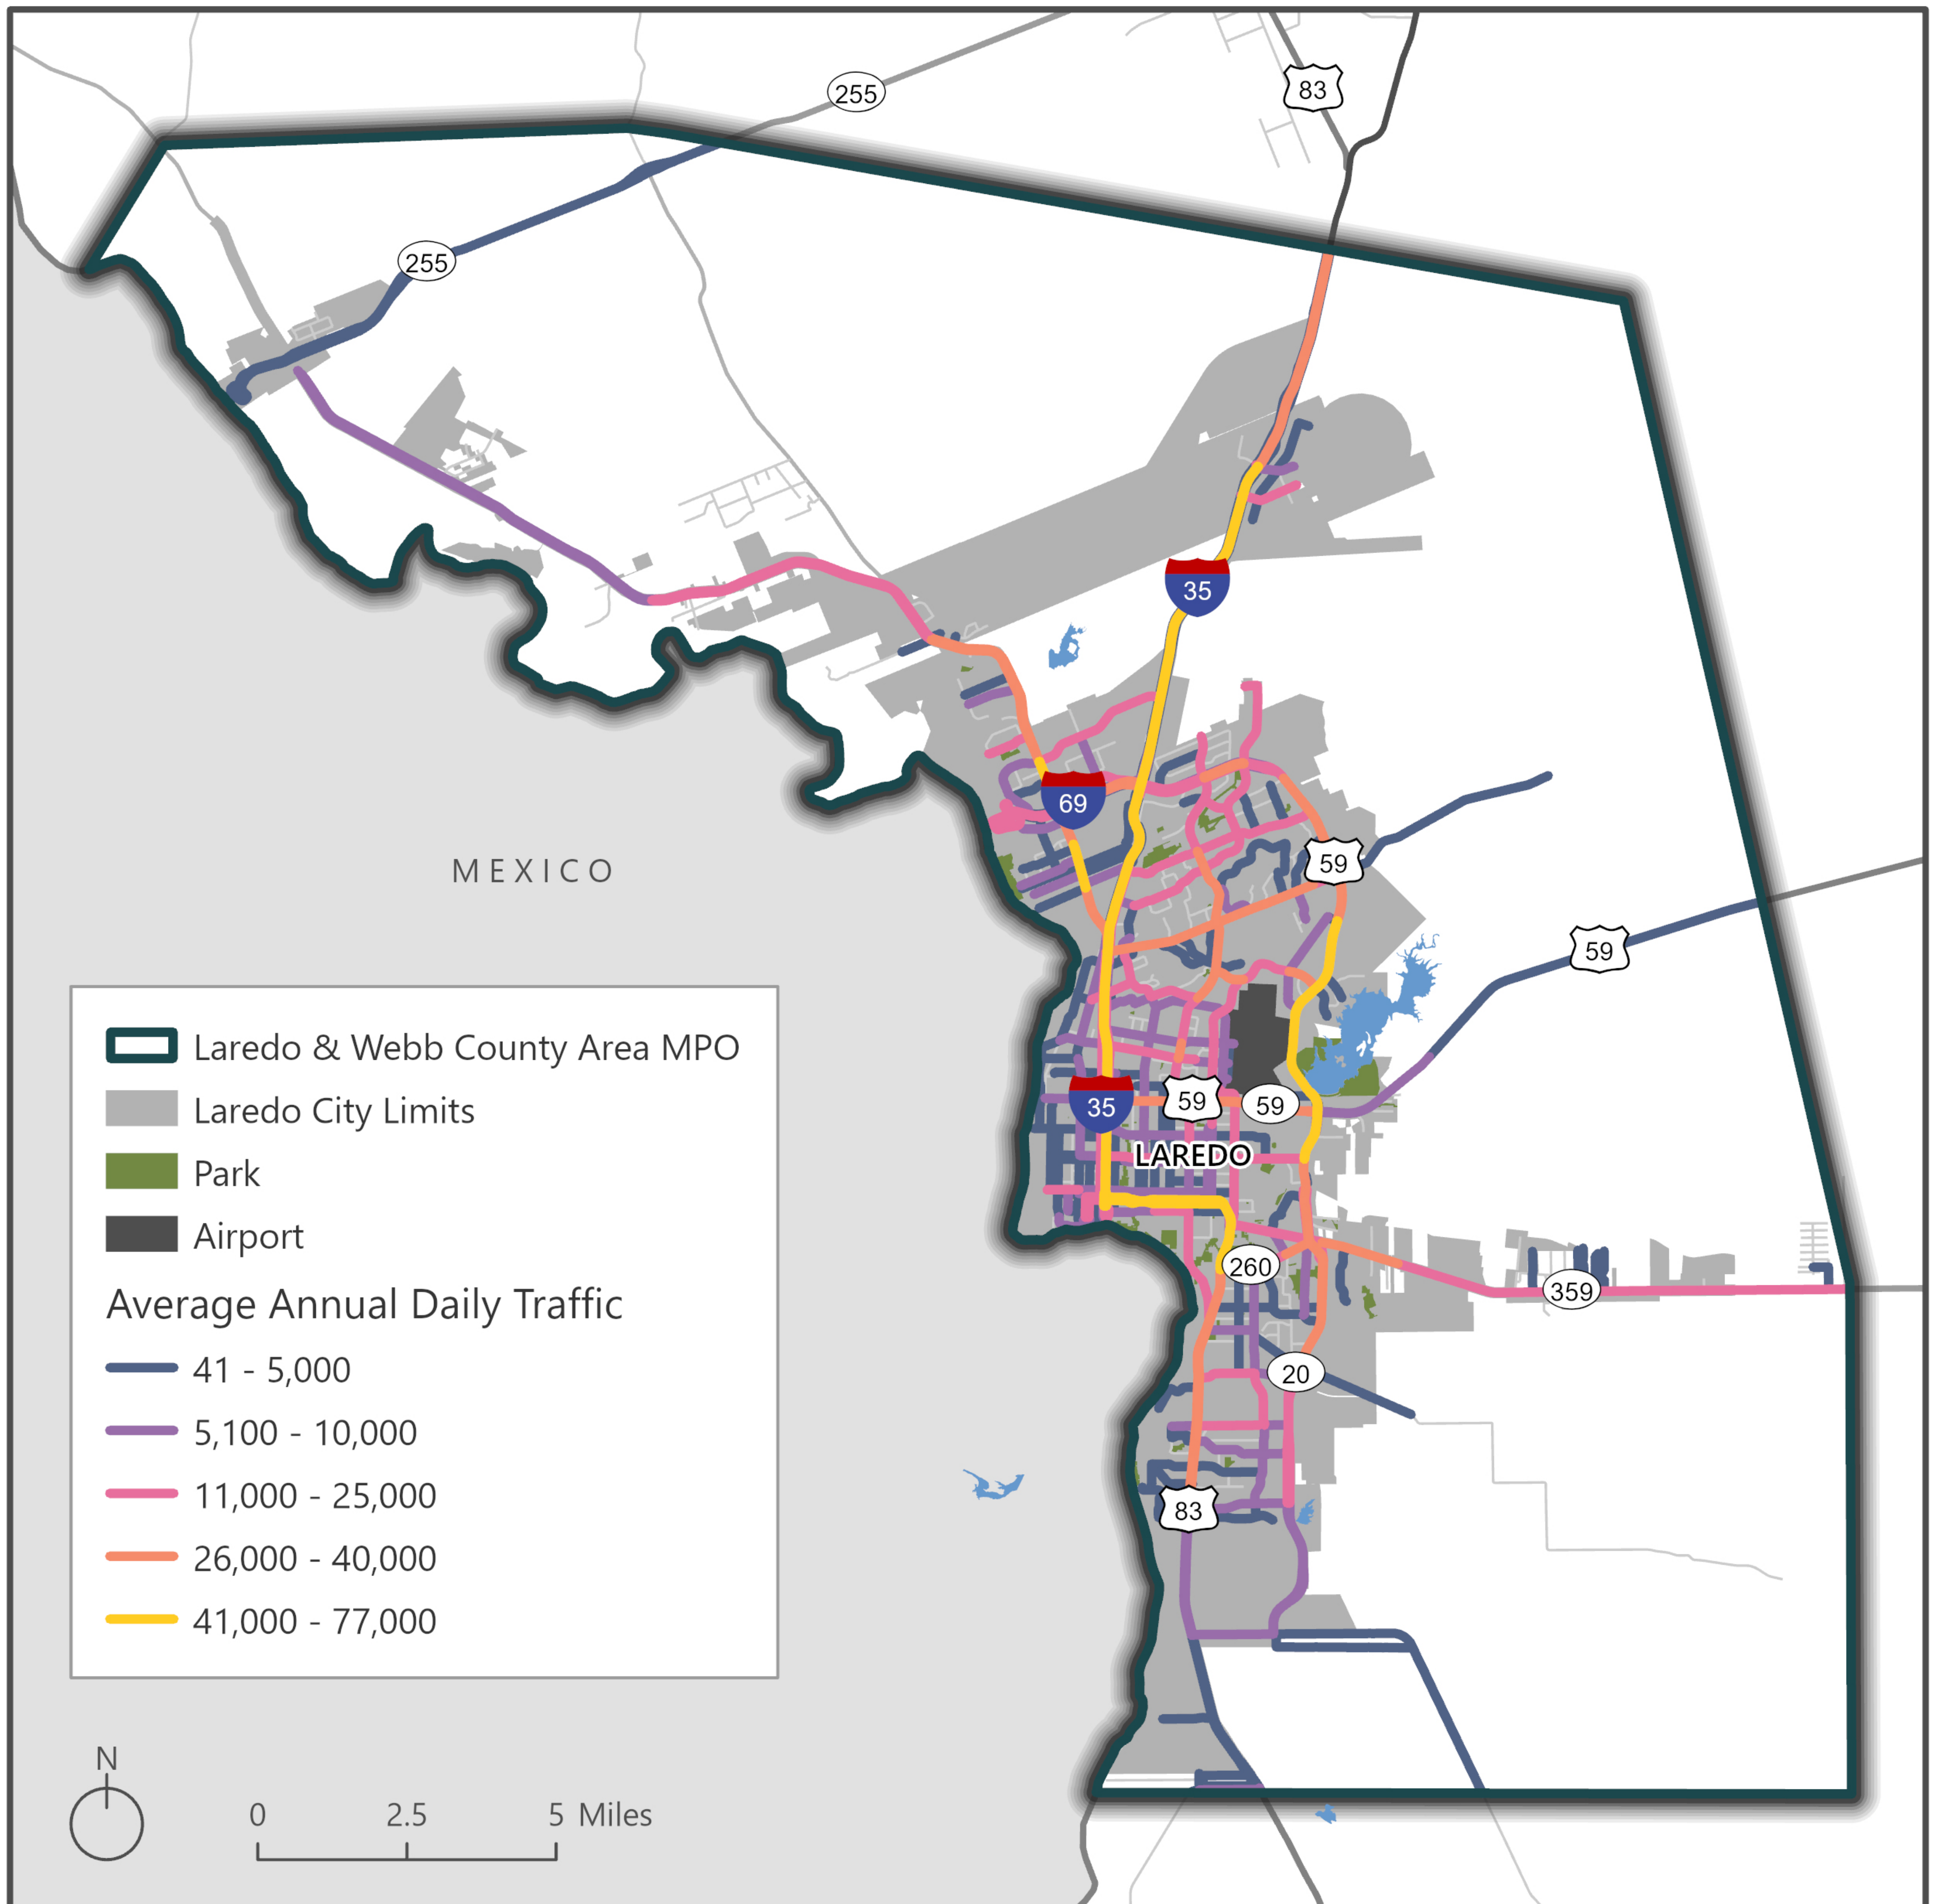 255
83
255
35
69
59
MEXICO
59
35
59
59
LAREDO
260
359
20
83
Laredo & Webb County Area MPO
Laredo City Limits
Park
Airport
Average Annual Daily Traffic
41 - 5,000
5,100 - 10,000
11,000 - 25,000
26,000 - 40,000
41,000 - 77,000
N
0 2.5 5 Miles